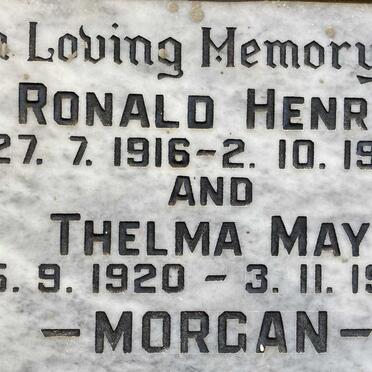 n Loving Memory
RONALD HENR
27. 7. 1916-2. 10. 19
AND
THELMA MAY
5. 9. 1920 - 3. 11. 19
-MORGAN-